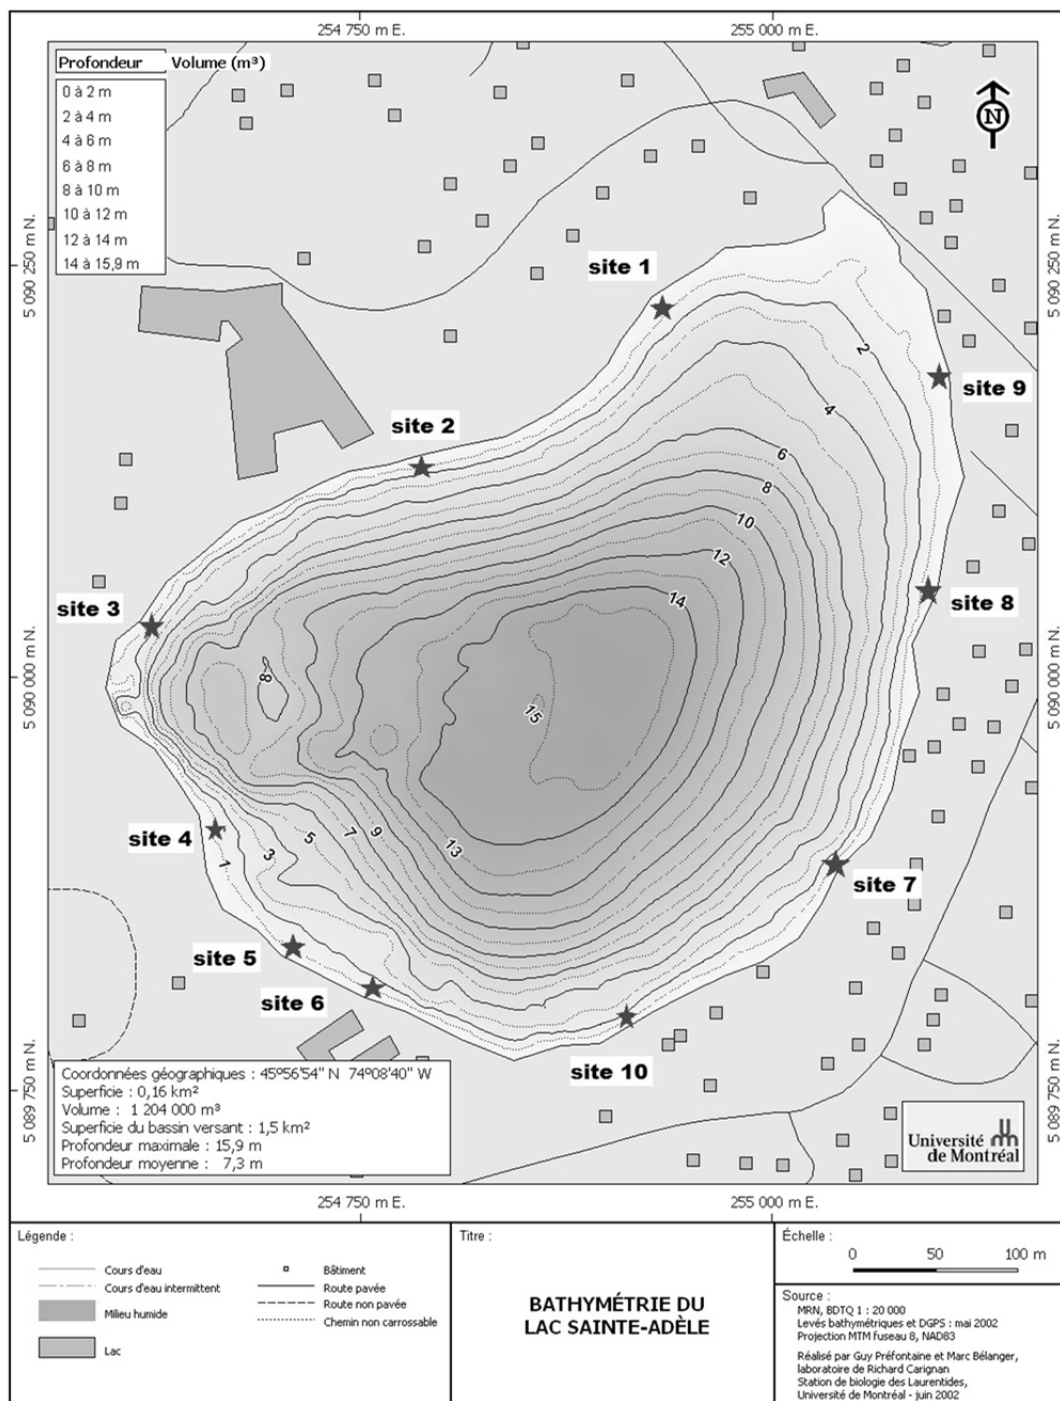 254 750 m E.
255 000 m E.
Profondeur Volume (m³)
0 à 2 m
2 à 4 m
4 à 6 m
6 à 8 m
8 à 10 m
10 à 12 m
12 à 14 m
14 à 15,9 m
N
5 090 250 m N.
5 090 250 m N.
site 1
2
site 9
4
site 2
6
8
10
12
site 3
14
site 8
5 090 000 m N.
5 090 000 m N.
8
15
site 4
1
3
5
7
9
13
site 7
site 5
site 6
site 10
5 089 750 m N.
5 089 750 m N.
Coordonnées géographiques : 45º56'54" N 74º08'40" W
Superficie : 0,16 km²
Volume : 1 204 000 m³
Superficie du bassin versant : 1,5 km²
Profondeur maximale : 15,9 m
Profondeur moyenne : 7,3 m
Université
de Montréal
254 750 m E.
255 000 m E.
Légende :
Cours d'eau
Cours d'eau intermittent
Milieu humide
Lac
Bâtiment
Route pavée
Route non pavée
Chemin non carrossable
Titre :
BATHYMÉTRIE DU
LAC SAINTE-ADÈLE
Échelle :
0 50 100 m
Source :
MRN, BDTQ 1 : 20 000
Levés bathymétriques et DGPS : mai 2002
Projection MTM fuseau 8, NAD83
Réalisé par Guy Préfontaine et Marc Bélanger,
laboratoire de Richard Carignan
Station de biologie des Laurentides,
Université de Montréal - juin 2002